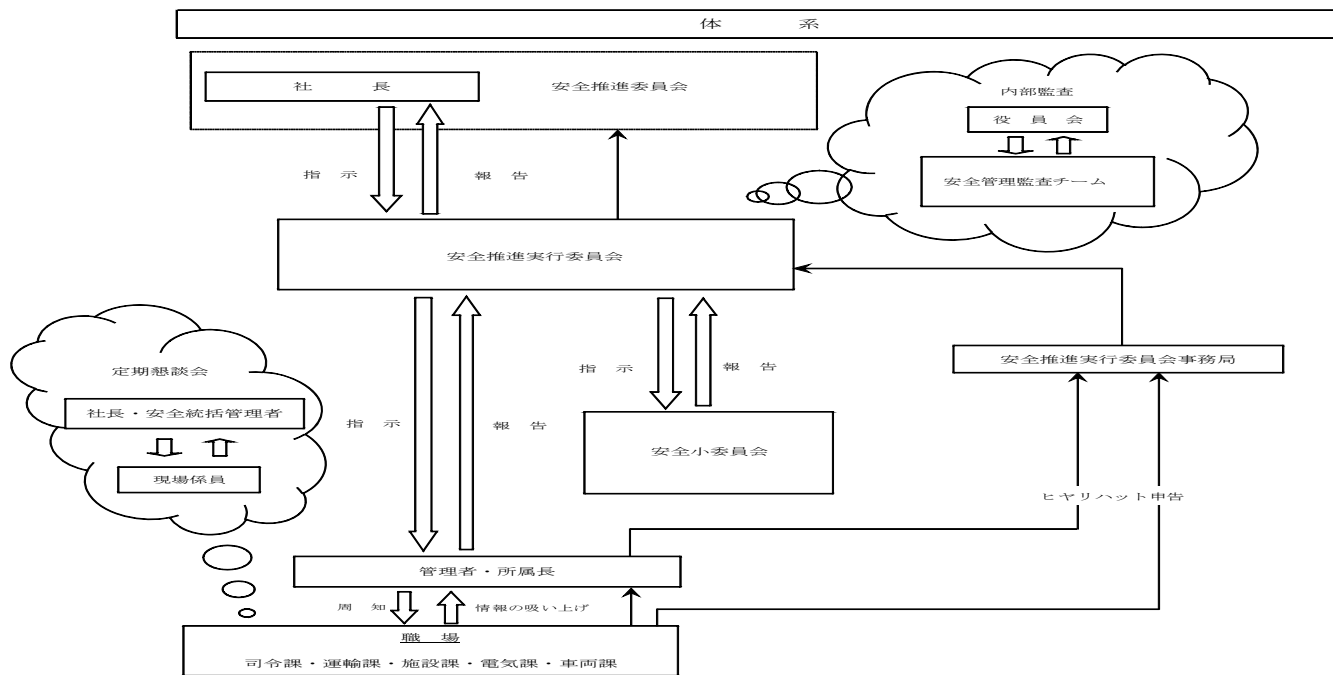 体 系
社 長
安全推進委員会
内部監査
役 員 会
安全管理監査チーム
指 示
報 告
安全推進実行委員会
安全推進実行委員会事務局
定期懇談会
社長・安全統括管理者
現場係員
指 示
報 告
安全小委員会
指 示
報 告
ヒヤリハット申告
管理者・所属長
周 知
情報の吸い上げ
職 場
司令課・運輸課・施設課・電気課・車両課